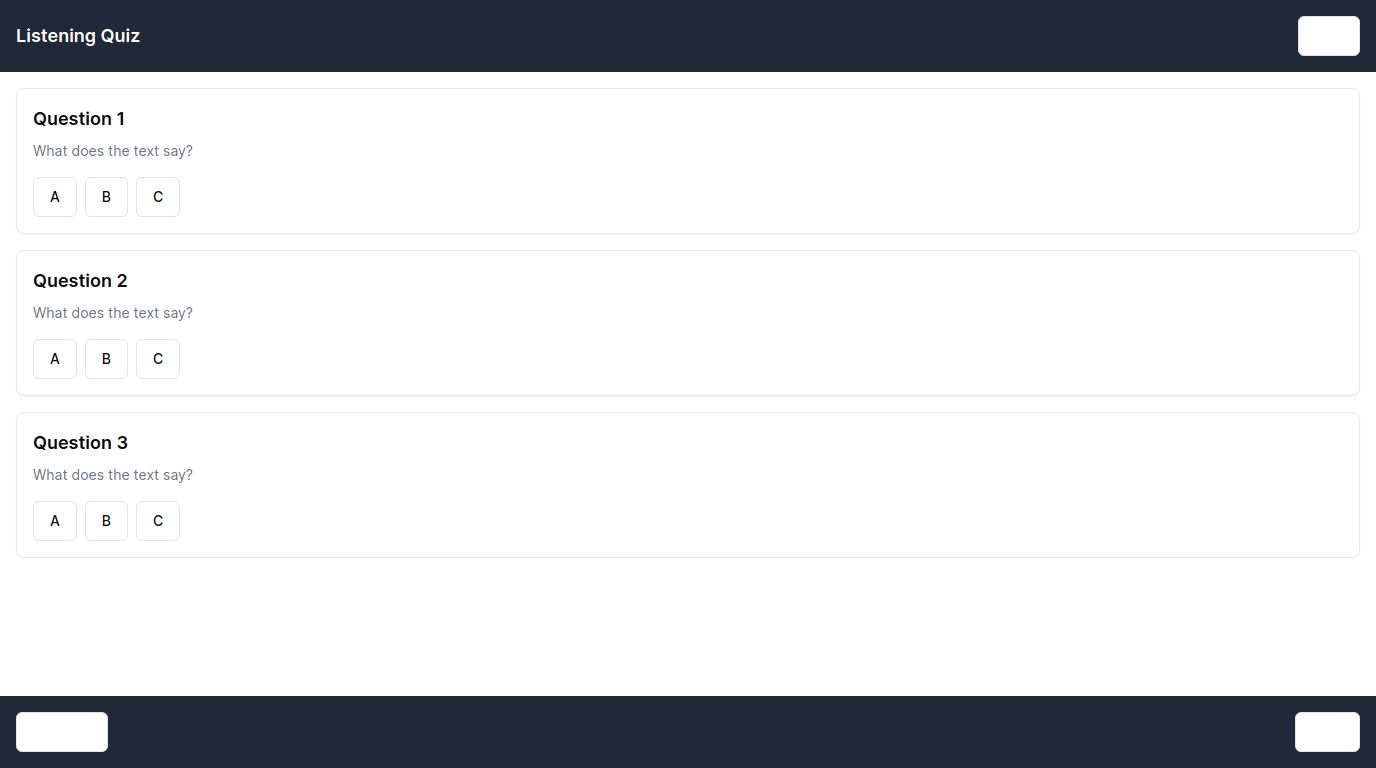 Listening Quiz
Question 1
What does the text say?
A B C
Question 2
What does the text say?
A B C
Question 3
What does the text say?
A B C